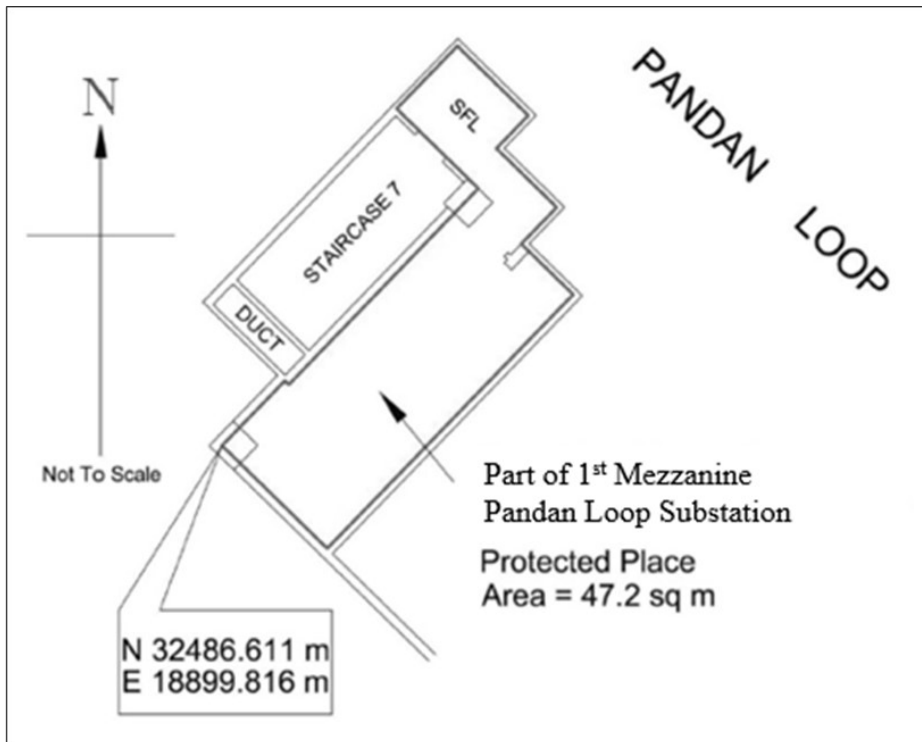 N
PANDAN LOOP
SFL
STAIRCASE 7
DUCT
Not To Scale
Part of 1st Mezzanine
Pandan Loop Substation
Protected Place
Area = 47.2 sq m
N 32486.611 m
E 18899.816 m